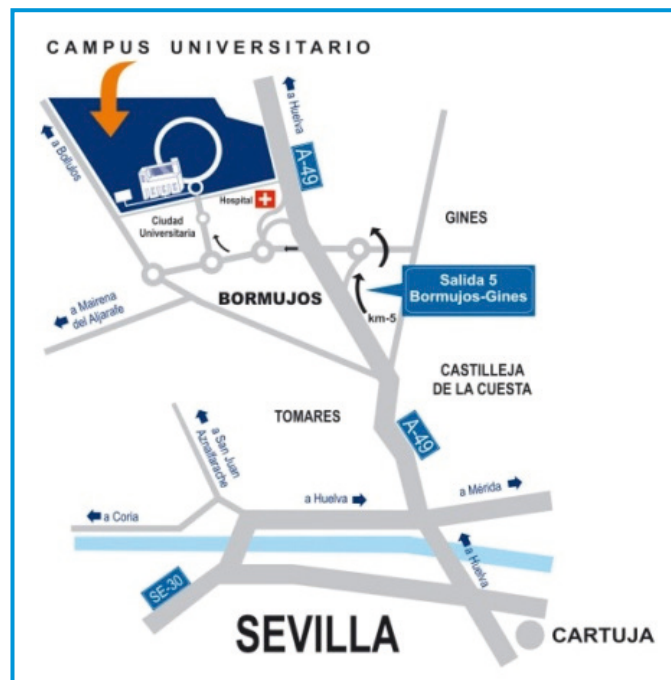 CAMPUS UNIVERSITARIO
a Huelva
A-49
a Bollulos
Hospital
Ciudad
Universitaria
GINES
Salida 5
Bormujos-Gines
BORMUJOS
km-5
a Mairena
del Aljarafe
CASTILLEJA
DE LA CUESTA
TOMARES
A-49
a San Juan
Aznalfarache
a Huelva
a Mérida
a Coria
a Huelva
SE-30
SEVILLA
CARTUJA